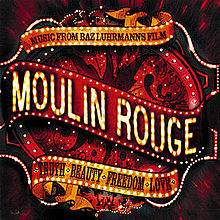 MUSIC FROM BAZ LUHRMANN'S FILM
MOULIN ROUGE
TRUTH · BEAUTY · FREEDOM · LOVE